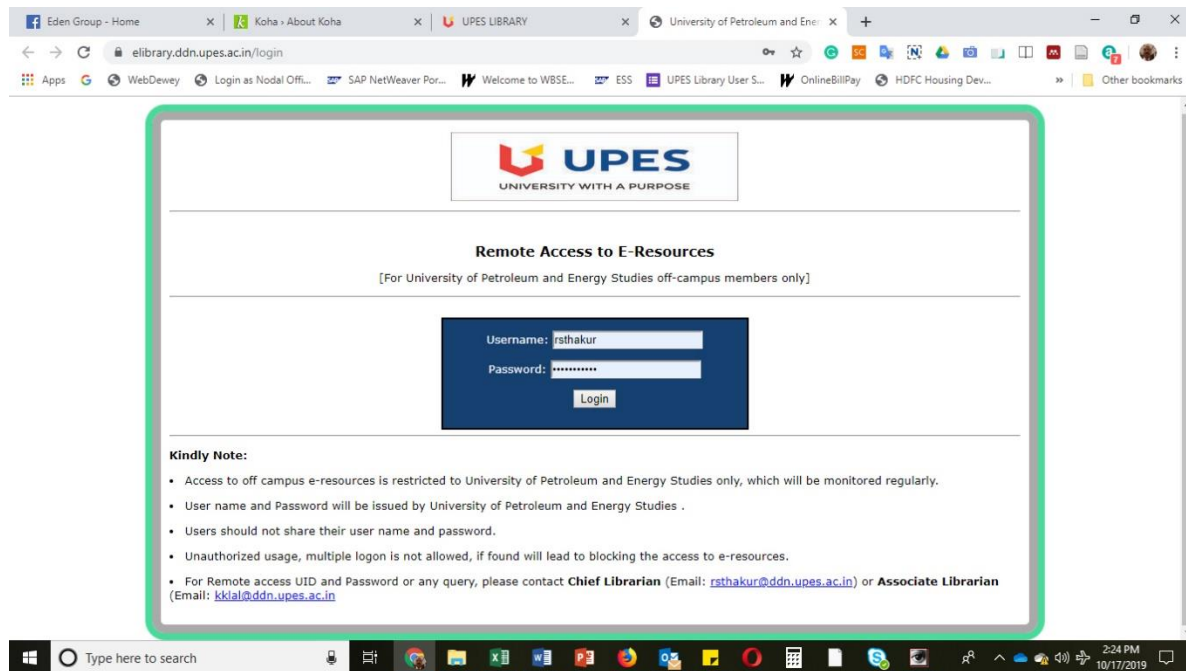 Eden Group - Home
Koha › About Koha
UPES LIBRARY
University of Petroleum and Ener
elibrary.ddn.upes.ac.in/login
Apps
WebDewey
Login as Nodal Offi...
SAP NetWeaver Por...
Welcome to WBSE...
ESS
UPES Library User S...
OnlineBillPay
HDFC Housing Dev...
»
Other bookmarks
UPES
UNIVERSITY WITH A PURPOSE
Remote Access to E-Resources
[For University of Petroleum and Energy Studies off-campus members only]
Username: rsthakur
Password: •••••••••••
Login
Kindly Note:
• Access to off campus e-resources is restricted to University of Petroleum and Energy Studies only, which will be monitored regularly.
• User name and Password will be issued by University of Petroleum and Energy Studies .
• Users should not share their user name and password.
• Unauthorized usage, multiple logon is not allowed, if found will lead to blocking the access to e-resources.
• For Remote access UID and Password or any query, please contact Chief Librarian (Email: rsthakur@ddn.upes.ac.in) or Associate Librarian
(Email: kklal@ddn.upes.ac.in
Type here to search
2:24 PM
10/17/2019